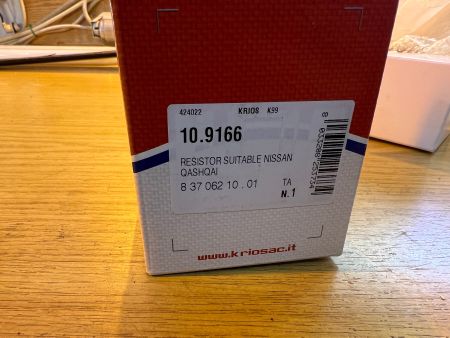 424022 KRIOS K99
10.9166
RESISTOR SUITABLE NISSAN
QASHQAI
8 37 062 10 . 01 TA
N. 1
www.kriosac.it